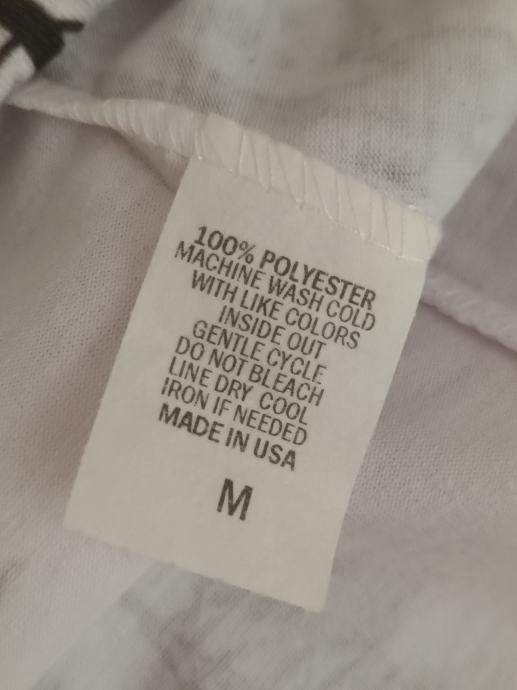 100% POLYESTER
MACHINE WASH COLD
WITH LIKE COLORS
INSIDE OUT
GENTLE CYCLE
DO NOT BLEACH
LINE DRY COOL
IRON IF NEEDED
MADE IN USA
M